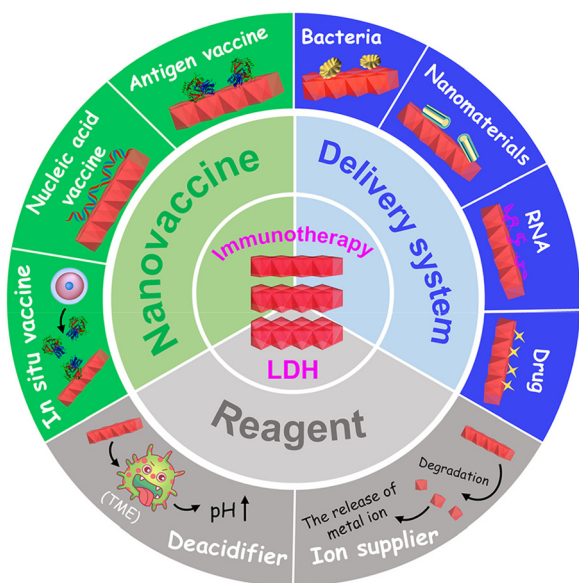 Antigen vaccine
Nucleic acid
vaccine
In situ vaccine
Bacteria
Nanomaterials
RNA
Drug
Nanovaccine
Delivery system
Immunotherapy
LDH
Reagent
(TME)
pH↑
Deacidifier
Degradation
The release of
metal ion
Ion supplier